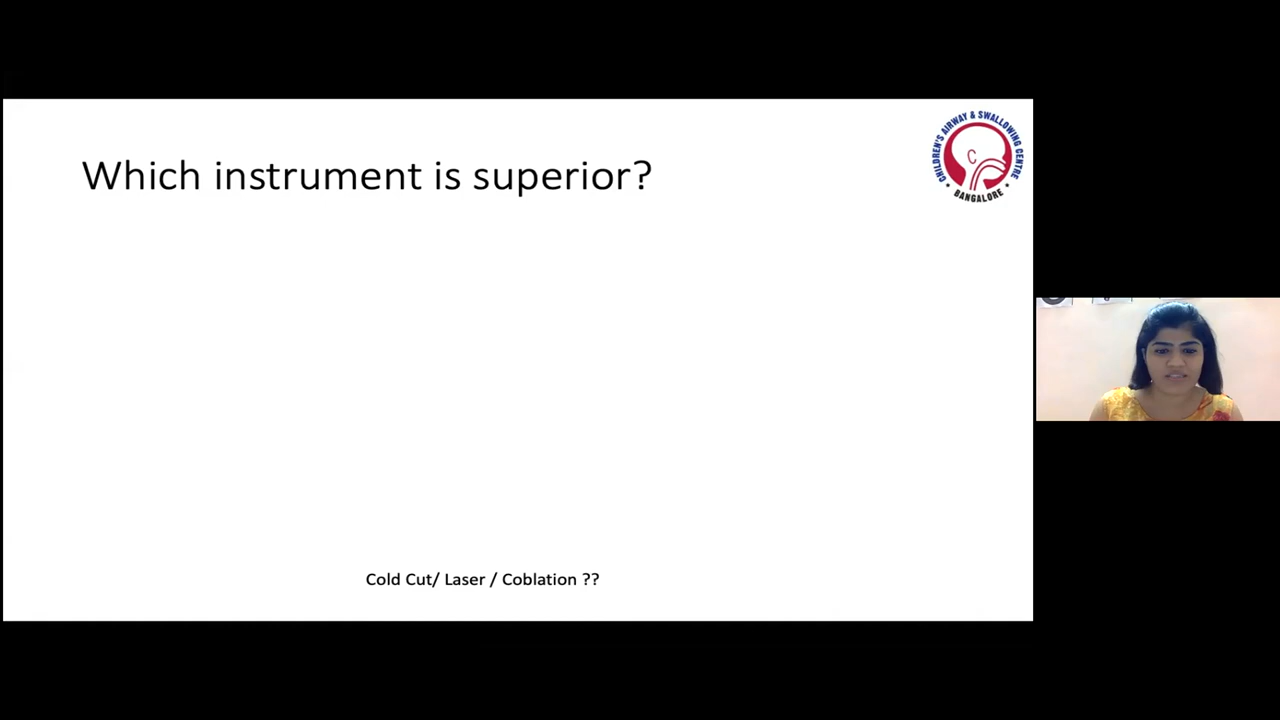 Which instrument is superior?
CHILDREN'S AIRWAY & SWALLOWING CENTRE
BANGALORE
Cold Cut/ Laser / Coblation ??